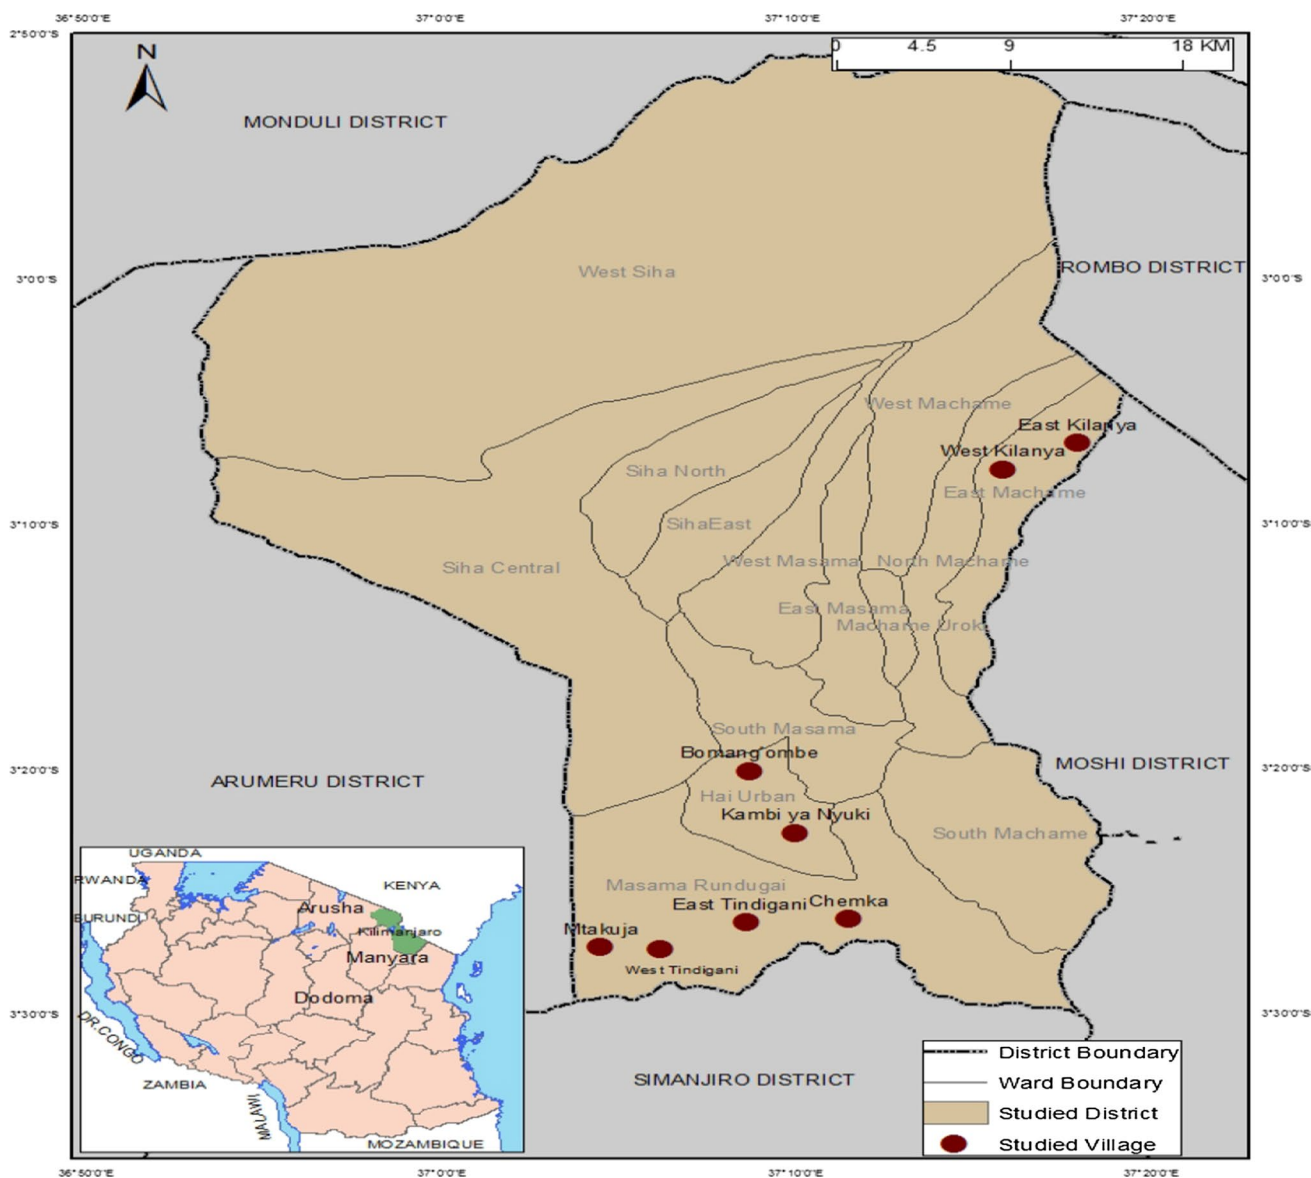 36°50'0"E
37°0'0"E
37°10'0"E
37°20'0"E
2°50'0"S
N
0 4.5 9 18 KM
MONDULI DISTRICT
West Siha
ROMBO DISTRICT
3°0'0"S
3°0'0"S
West Machame
East Kilanya
West Kilanya
Siha North
East Machame
SihaEast
3°10'0"S
3°10'0"S
West Masama
North Machame
Siha Central
East Masama
Machame Uroki
South Masama
Bomang'ombe
MOSHI DISTRICT
3°20'0"S
3°20'0"S
ARUMERU DISTRICT
Hai Urban
Kambi ya Nyuki
South Machame
Masama Rundugai
East Tindigani
Chemka
Mtakuja
West Tindigani
3°30'0"S
3°30'0"S
SIMANJIRO DISTRICT
UGANDA
RWANDA
KENYA
BURUNDI
Arusha
Kilimanjaro
Manyara
Dodoma
DR.CONGO
ZAMBIA
MALAWI
MOZAMBIQUE
District Boundary
Ward Boundary
Studied District
Studied Village
36°50'0"E
37°0'0"E
37°10'0"E
37°20'0"E